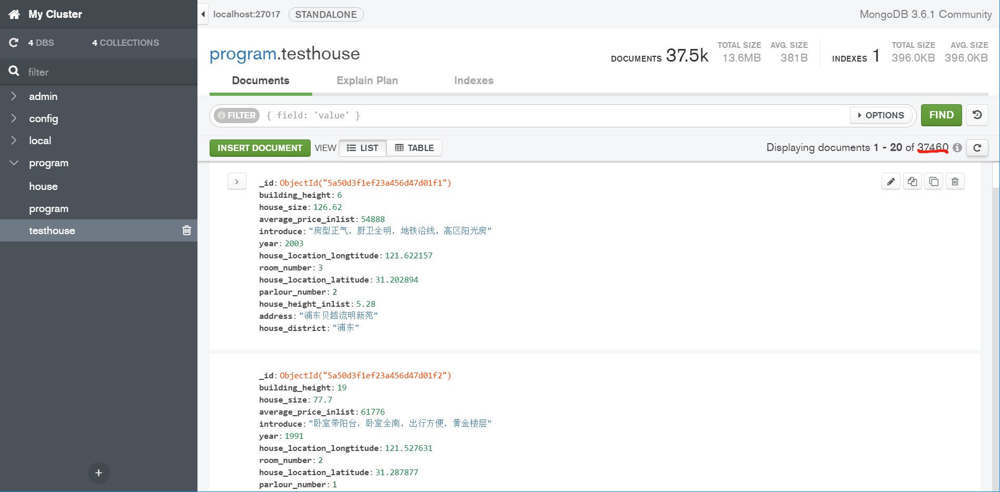 My Cluster
4 DBS 4 COLLECTIONS
filter
admin
config
local
program
house
program
testhouse
+
localhost:27017 STANDALONE MongoDB 3.6.1 Community
program.testhouse
DOCUMENTS 37.5k TOTAL SIZE 13.6MB AVG. SIZE 381B INDEXES 1 TOTAL SIZE 396.0KB AVG. SIZE 396.0KB
Documents Explain Plan Indexes
FILTER { field: 'value' } OPTIONS FIND
INSERT DOCUMENT VIEW LIST TABLE Displaying documents 1 - 20 of 37460
_id: ObjectId("5a50d3f1ef23a456d47d01f1")
building_height: 6
house_size: 126.62
average_price_inlist: 54888
introduce: "房型正气，厨卫全明，地铁沿线，高区阳光房"
year: 2003
house_location_longtitude: 121.622157
room_number: 3
house_location_latitude: 31.202894
parlour_number: 2
house_height_inlist: 5.28
address: "浦东贝越流明新苑"
house_district: "浦东"
_id: ObjectId("5a50d3f1ef23a456d47d01f2")
building_height: 19
house_size: 77.7
average_price_inlist: 61776
introduce: "卧室带阳台，卧室全南，出行方便，黄金楼层"
year: 1991
house_location_longtitude: 121.527631
room_number: 2
house_location_latitude: 31.287877
parlour_number: 1